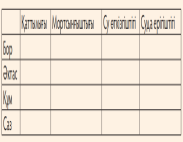 Қаттылығы Морттылығы Су өткізгіштігі Суда ерігіштігі
Бор
Әктас
Құм
Саз